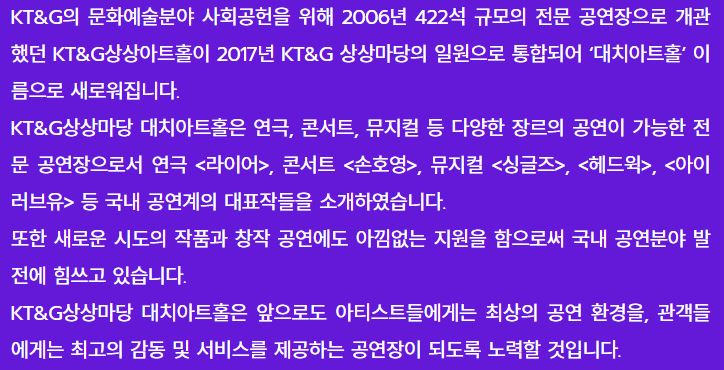 KT&G의 문화예술분야 사회공헌을 위해 2006년 422석 규모의 전문 공연장으로 개관
했던 KT&G상상아트홀이 2017년 KT&G 상상마당의 일원으로 통합되어 ‘대치아트홀’ 이
름으로 새로워집니다.
KT&G상상마당 대치아트홀은 연극, 콘서트, 뮤지컬 등 다양한 장르의 공연이 가능한 전
문 공연장으로서 연극 <라이어>, 콘서트 <손호영>, 뮤지컬 <싱글즈>, <헤드윅>, <아이
러브유> 등 국내 공연계의 대표작들을 소개하였습니다.
또한 새로운 시도의 작품과 창작 공연에도 아낌없는 지원을 함으로써 국내 공연분야 발
전에 힘쓰고 있습니다.
KT&G상상마당 대치아트홀은 앞으로도 아티스트들에게는 최상의 공연 환경을, 관객들
에게는 최고의 감동 및 서비스를 제공하는 공연장이 되도록 노력할 것입니다.